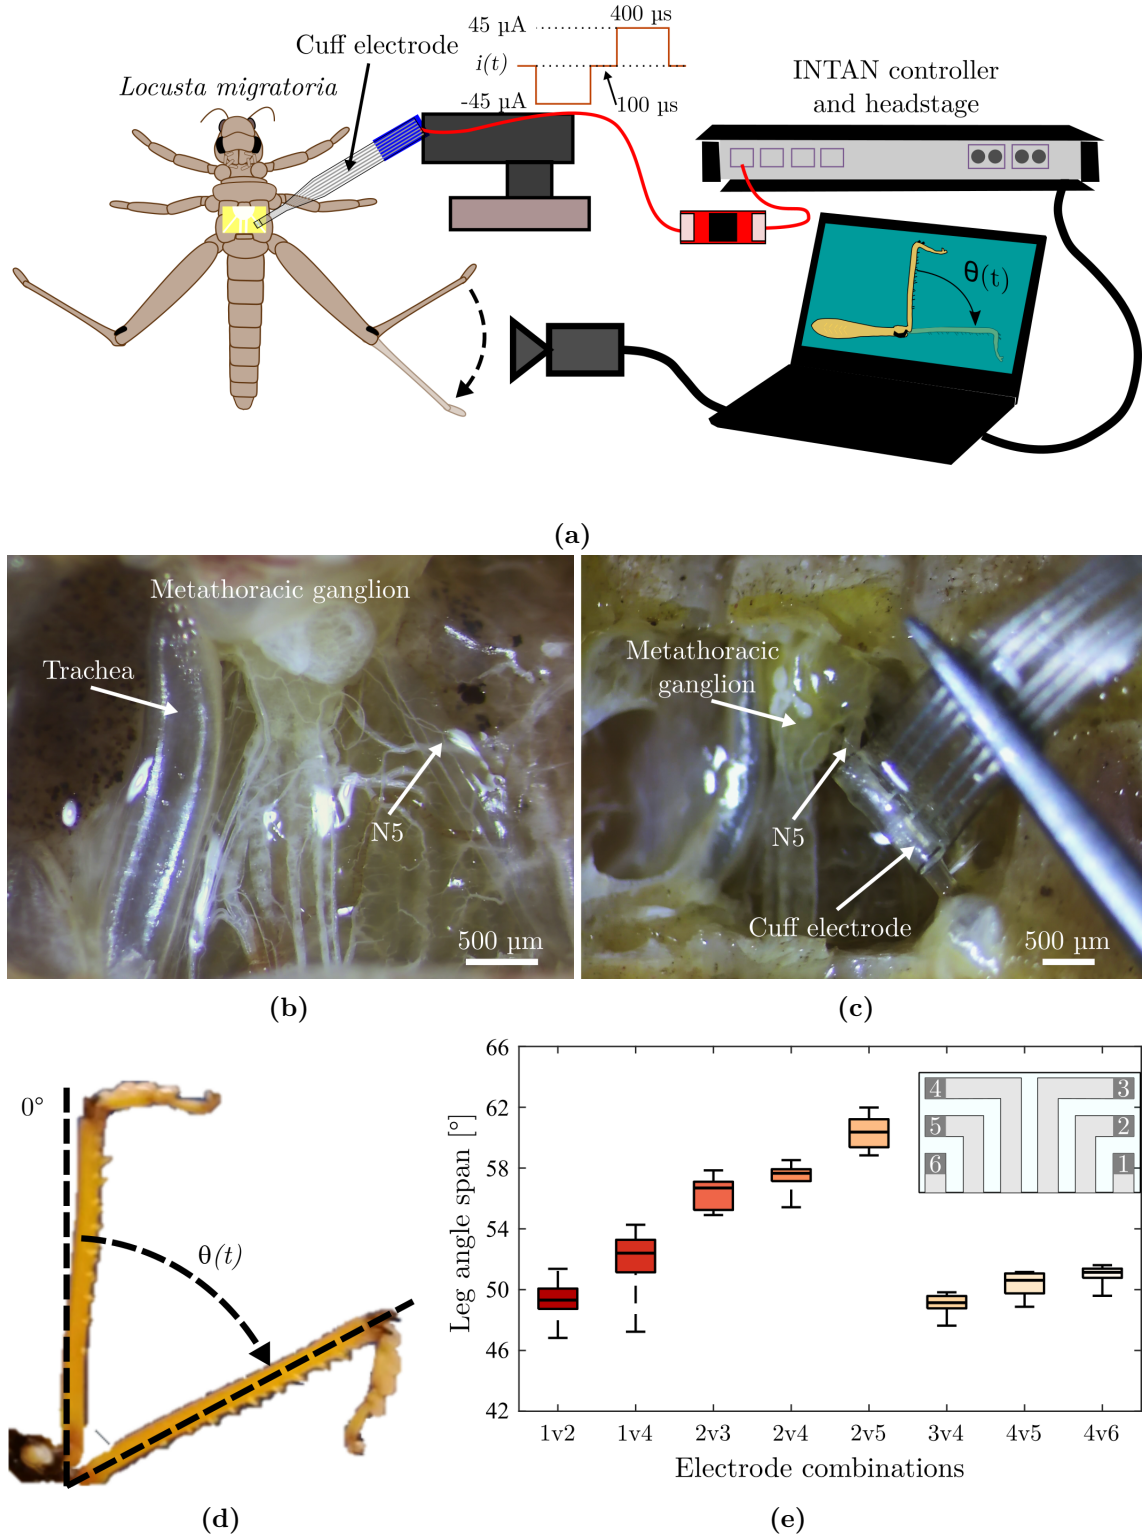 45 µA
400 µs
Cuff electrode
i(t)
Locusta migratoria
-45 µA
100 µs
INTAN controller
and headstage
θ(t)
(a)
Metathoracic ganglion
Trachea
N5
500 µm
Metathoracic
ganglion
N5
Cuff electrode
500 µm
(b)
(c)
0°
θ(t)
(d)
Leg angle span [°]
66
62
58
54
50
46
42
4
3
5
2
6
1
1v2
1v4
2v3
2v4
2v5
3v4
4v5
4v6
Electrode combinations
(e)